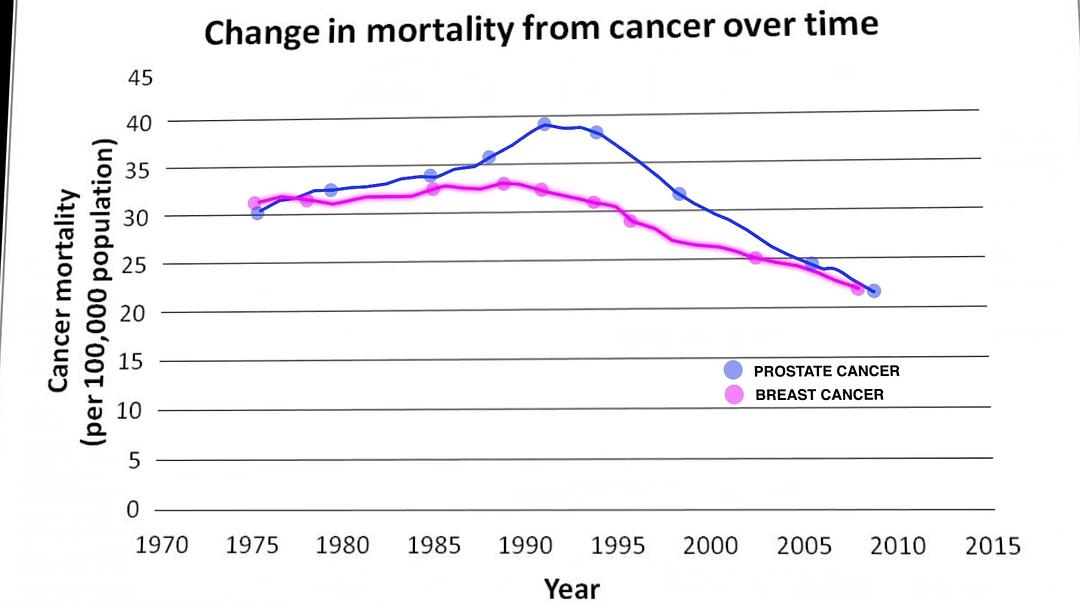 Change in mortality from cancer over time
Cancer mortality
(per 100,000 population)
45
40
35
30
25
20
15
10
5
0
PROSTATE CANCER
BREAST CANCER
1970 1975 1980 1985 1990 1995 2000 2005 2010 2015
Year